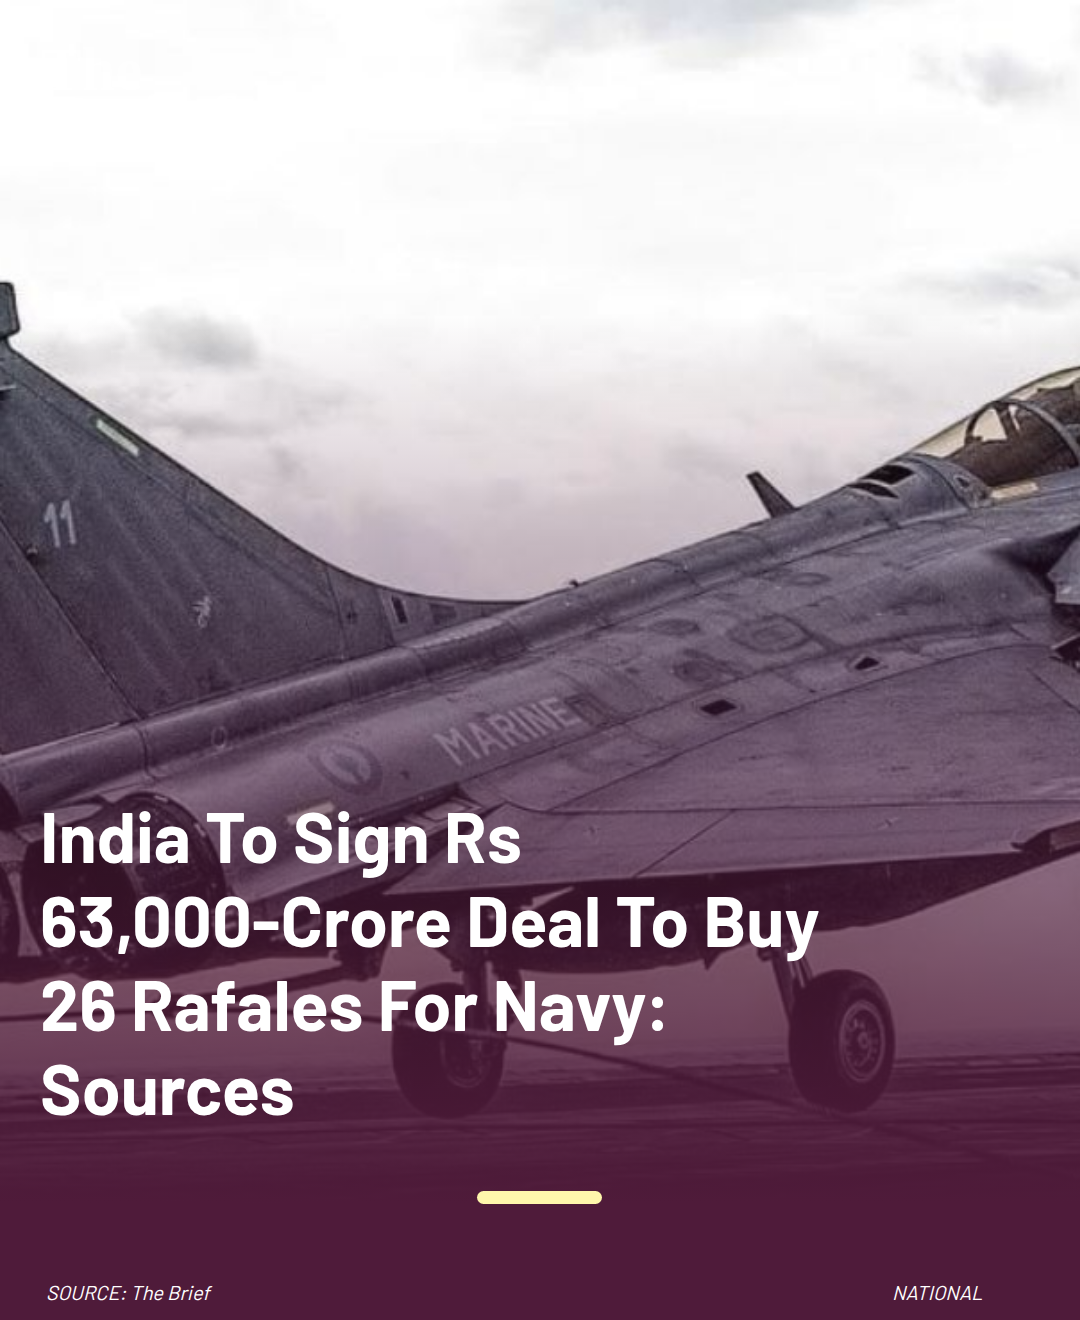 11
MARINE
India To Sign Rs
63,000-Crore Deal To Buy
26 Rafales For Navy:
Sources
SOURCE: The Brief
NATIONAL